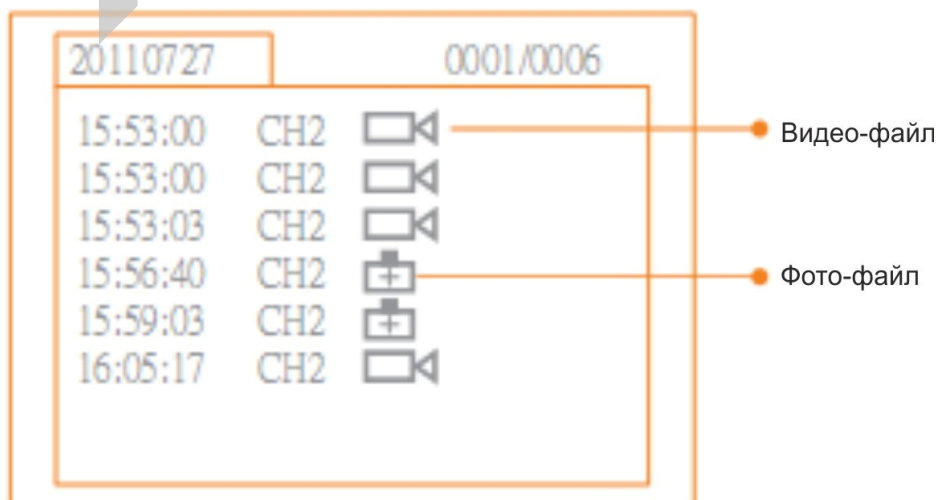 20110727 0001/0006
15:53:00 CH2 Видео-файл
15:53:00 CH2
15:53:03 CH2
15:56:40 CH2 Фото-файл
15:59:03 CH2
16:05:17 CH2